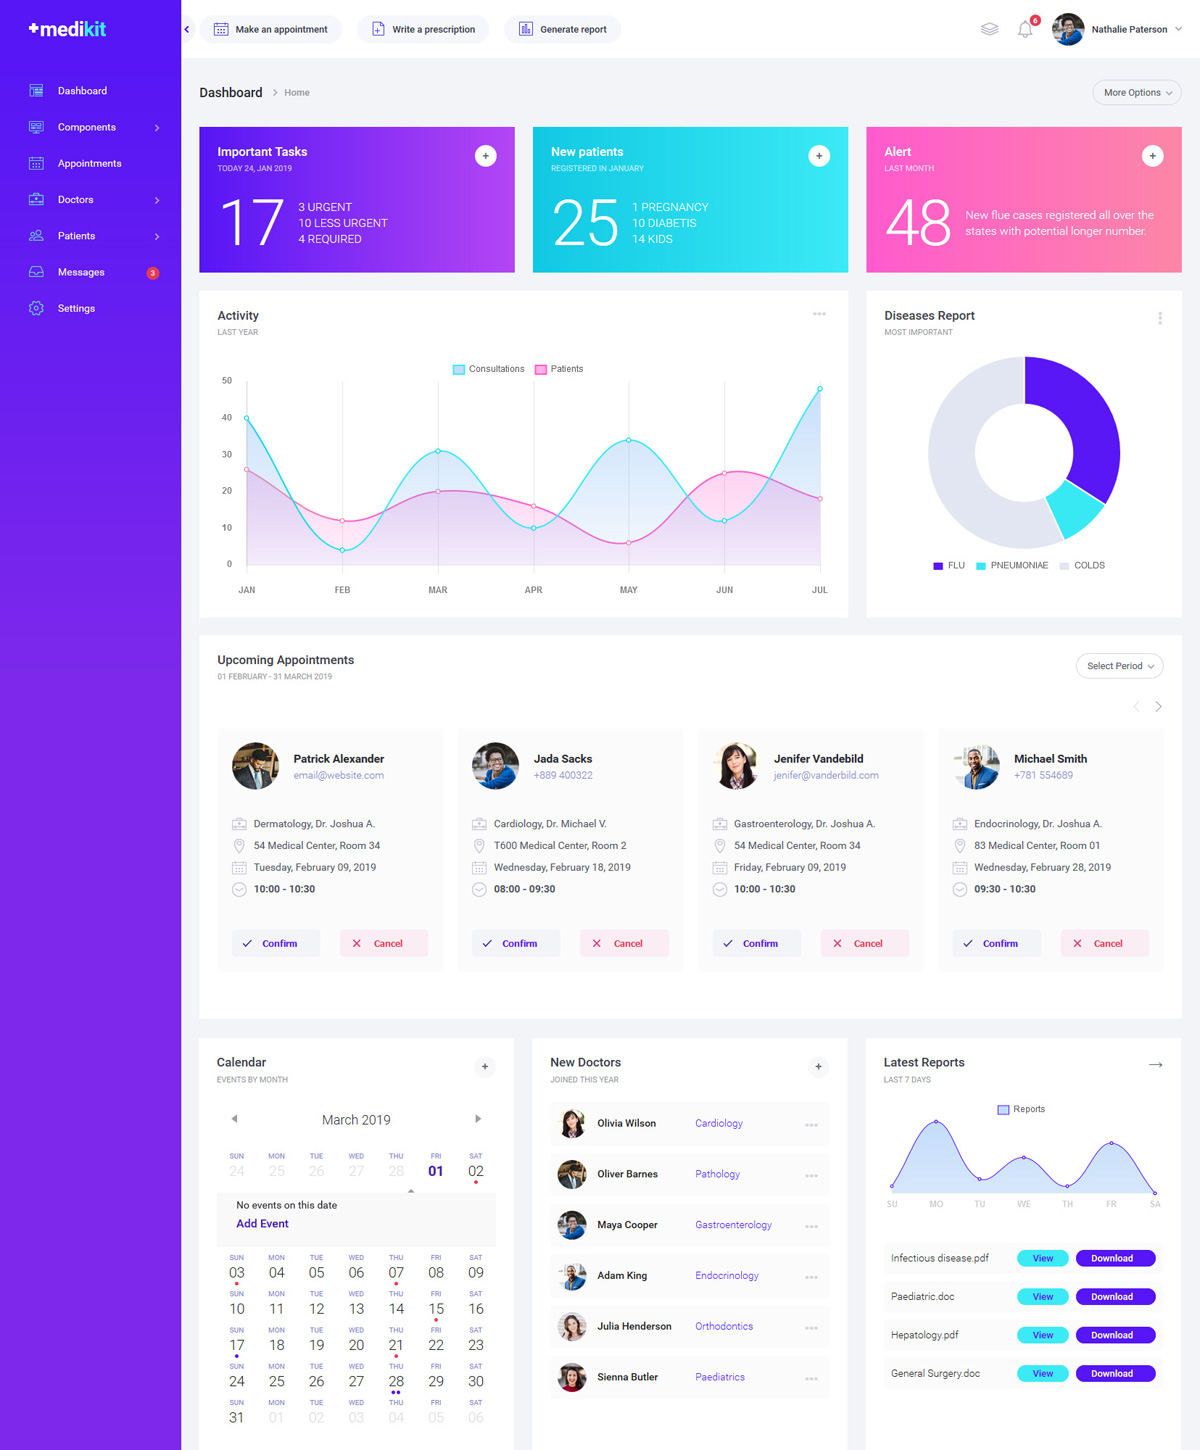 +medikit
Make an appointment
Write a prescription
Generate report
6
Nathalie Paterson
Dashboard
Components
Appointments
Doctors
Patients
Messages
3
Settings
Dashboard > Home
More Options
Important Tasks
TODAY 24, JAN 2019
17
3 URGENT
10 LESS URGENT
4 REQUIRED
New patients
REGISTERED IN JANUARY
25
1 PREGNANCY
10 DIABETIS
14 KIDS
Alert
LAST MONTH
48
New flue cases registered all over the
states with potential longer number.
Activity
LAST YEAR
Consultations Patients
50
40
30
20
10
0
JAN FEB MAR APR MAY JUN JUL
Diseases Report
MOST IMPORTANT
FLU PNEUMONIAE COLDS
Upcoming Appointments
01 FEBRUARY - 31 MARCH 2019
Select Period
Patrick Alexander
email@website.com
Dermatology, Dr. Joshua A.
54 Medical Center, Room 34
Tuesday, February 09, 2019
10:00 - 10:30
Confirm Cancel
Jada Sacks
+889 400322
Cardiology, Dr. Michael V.
T600 Medical Center, Room 2
Wednesday, February 18, 2019
08:00 - 09:30
Confirm Cancel
Jenifer Vandebild
jenifer@vanderbild.com
Gastroenterology, Dr. Joshua A.
54 Medical Center, Room 34
Friday, February 09, 2019
10:00 - 10:30
Confirm Cancel
Michael Smith
+781 554689
Endocrinology, Dr. Joshua A.
83 Medical Center, Room 01
Wednesday, February 28, 2019
09:30 - 10:30
Confirm Cancel
Calendar
EVENTS BY MONTH
March 2019
SUN MON TUE WED THU FRI SAT
24 25 26 27 28 01 02
No events on this date
Add Event
SUN MON TUE WED THU FRI SAT
03 04 05 06 07 08 09
SUN MON TUE WED THU FRI SAT
10 11 12 13 14 15 16
SUN MON TUE WED THU FRI SAT
17 18 19 20 21 22 23
SUN MON TUE WED THU FRI SAT
24 25 26 27 28 29 30
SUN MON TUE WED THU FRI SAT
31 01 02 03 04 05 06
New Doctors
JOINED THIS YEAR
Olivia Wilson Cardiology
Oliver Barnes Pathology
Maya Cooper Gastroenterology
Adam King Endocrinology
Julia Henderson Orthodontics
Sienna Butler Paediatrics
Latest Reports
LAST 7 DAYS
Reports
SU MO TU WE TH FR SA
Infectious disease.pdf View Download
Paediatric.doc View Download
Hepatology.pdf View Download
General Surgery.doc View Download